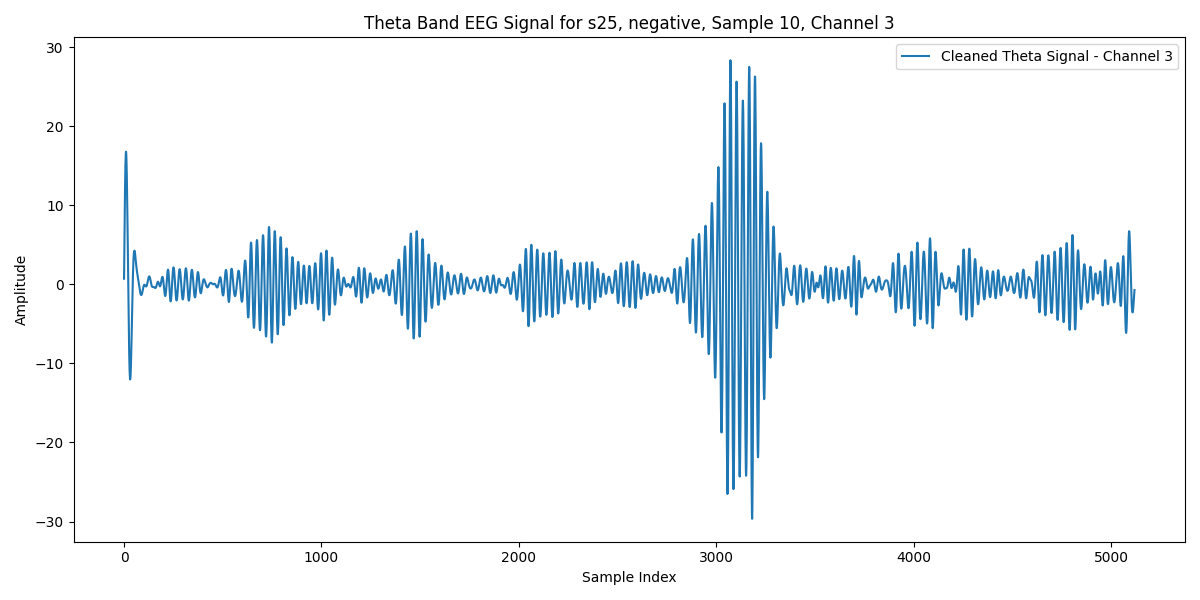 Theta Band EEG Signal for s25, negative, Sample 10, Channel 3
Cleaned Theta Signal - Channel 3
30
20
10
0
−10
−20
−30
Amplitude
0 1000 2000 3000 4000 5000
Sample Index